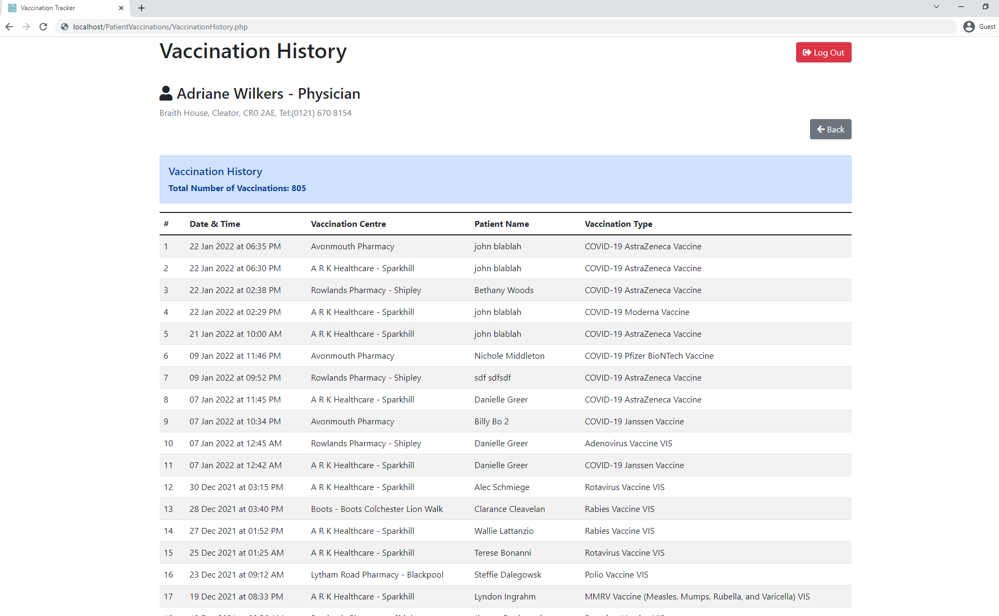 Vaccination Tracker
localhost/PatientVaccinations/VaccinationHistory.php
Guest
Vaccination History
Log Out
Adriane Wilkers - Physician
Braith House, Cleator, CR0 2AE, Tel:(0121) 670 8154
Back
Vaccination History
Total Number of Vaccinations: 805
# Date & Time Vaccination Centre Patient Name Vaccination Type
1 22 Jan 2022 at 06:35 PM Avonmouth Pharmacy john blablah COVID-19 AstraZeneca Vaccine
2 22 Jan 2022 at 06:30 PM A R K Healthcare - Sparkhill john blablah COVID-19 AstraZeneca Vaccine
3 22 Jan 2022 at 02:38 PM Rowlands Pharmacy - Shipley Bethany Woods COVID-19 AstraZeneca Vaccine
4 22 Jan 2022 at 02:29 PM A R K Healthcare - Sparkhill john blablah COVID-19 Moderna Vaccine
5 21 Jan 2022 at 10:00 AM A R K Healthcare - Sparkhill john blablah COVID-19 AstraZeneca Vaccine
6 09 Jan 2022 at 11:46 PM Avonmouth Pharmacy Nichole Middleton COVID-19 Pfizer BioNTech Vaccine
7 09 Jan 2022 at 09:52 PM Rowlands Pharmacy - Shipley sdf sdfsdf COVID-19 AstraZeneca Vaccine
8 07 Jan 2022 at 11:45 PM A R K Healthcare - Sparkhill Danielle Greer COVID-19 AstraZeneca Vaccine
9 07 Jan 2022 at 10:34 PM Avonmouth Pharmacy Billy Bo 2 COVID-19 Janssen Vaccine
10 07 Jan 2022 at 12:45 AM Rowlands Pharmacy - Shipley Danielle Greer Adenovirus Vaccine VIS
11 07 Jan 2022 at 12:42 AM A R K Healthcare - Sparkhill Danielle Greer COVID-19 Janssen Vaccine
12 30 Dec 2021 at 03:15 PM A R K Healthcare - Sparkhill Alec Schmiege Rotavirus Vaccine VIS
13 28 Dec 2021 at 03:40 PM Boots - Boots Colchester Lion Walk Clarance Cleavelan Rabies Vaccine VIS
14 27 Dec 2021 at 01:52 PM A R K Healthcare - Sparkhill Wallie Lattanzio Rabies Vaccine VIS
15 25 Dec 2021 at 01:25 AM A R K Healthcare - Sparkhill Terese Bonanni Rotavirus Vaccine VIS
16 23 Dec 2021 at 09:12 AM Lytham Road Pharmacy - Blackpool Steffie Dalegowsk Polio Vaccine VIS
17 19 Dec 2021 at 08:33 PM A R K Healthcare - Sparkhill Lyndon Ingrahm MMRV Vaccine (Measles, Mumps, Rubella, and Varicella) VIS